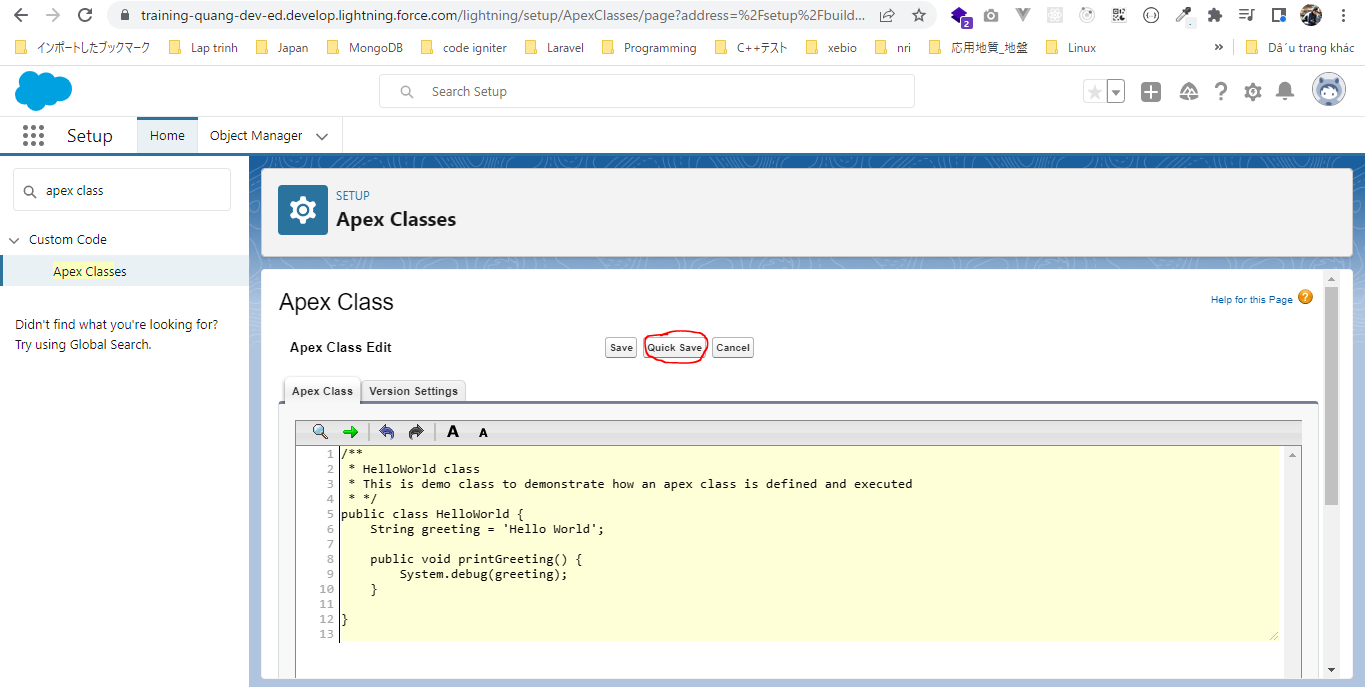 training-quang-dev-ed.develop.lightning.force.com/lightning/setup/ApexClasses/page?address=%2Fsetup%2Fbuild...
2
インポートしたブックマーク Lap trinh Japan MongoDB code igniter Laravel Programming C++テスト xebio nri 応用地質_地盤 Linux » Dấu trang khác
Search Setup
Setup Home Object Manager
apex class
Custom Code
Apex Classes
Didn't find what you're looking for?
Try using Global Search.
SETUP
Apex Classes
Apex Class
Help for this Page ?
Apex Class Edit Save Quick Save Cancel
Apex Class Version Settings
A A
1 /**
2  * HelloWorld class
3  * This is demo class to demonstrate how an apex class is defined and executed
4  * */
5 public class HelloWorld {
6     String greeting = 'Hello World';
7
8     public void printGreeting() {
9         System.debug(greeting);
10     }
11
12 }
13